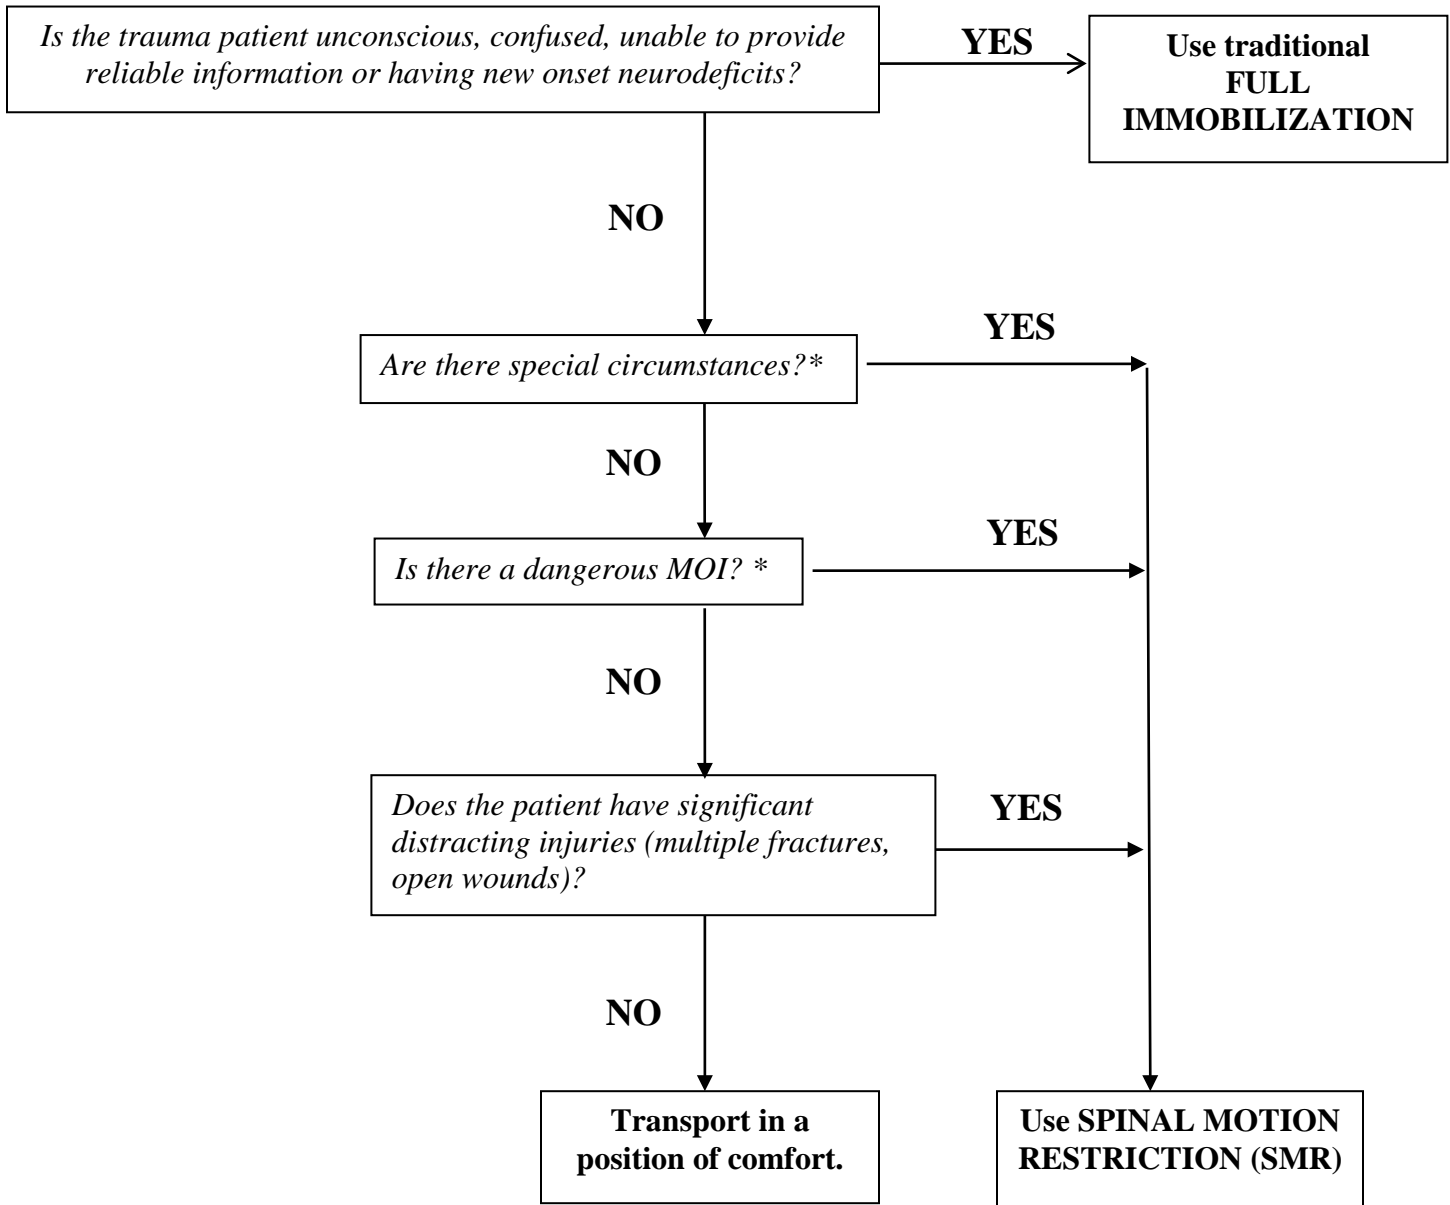 Is the trauma patient unconscious, confused, unable to provide
reliable information or having new onset neurodeficits?
YES
Use traditional
FULL
IMMOBILIZATION
NO
Are there special circumstances?*
YES
NO
Is there a dangerous MOI? *
YES
NO
Does the patient have significant
distracting injuries (multiple fractures,
open wounds)?
YES
NO
Transport in a
position of comfort.
Use SPINAL MOTION
RESTRICTION (SMR)